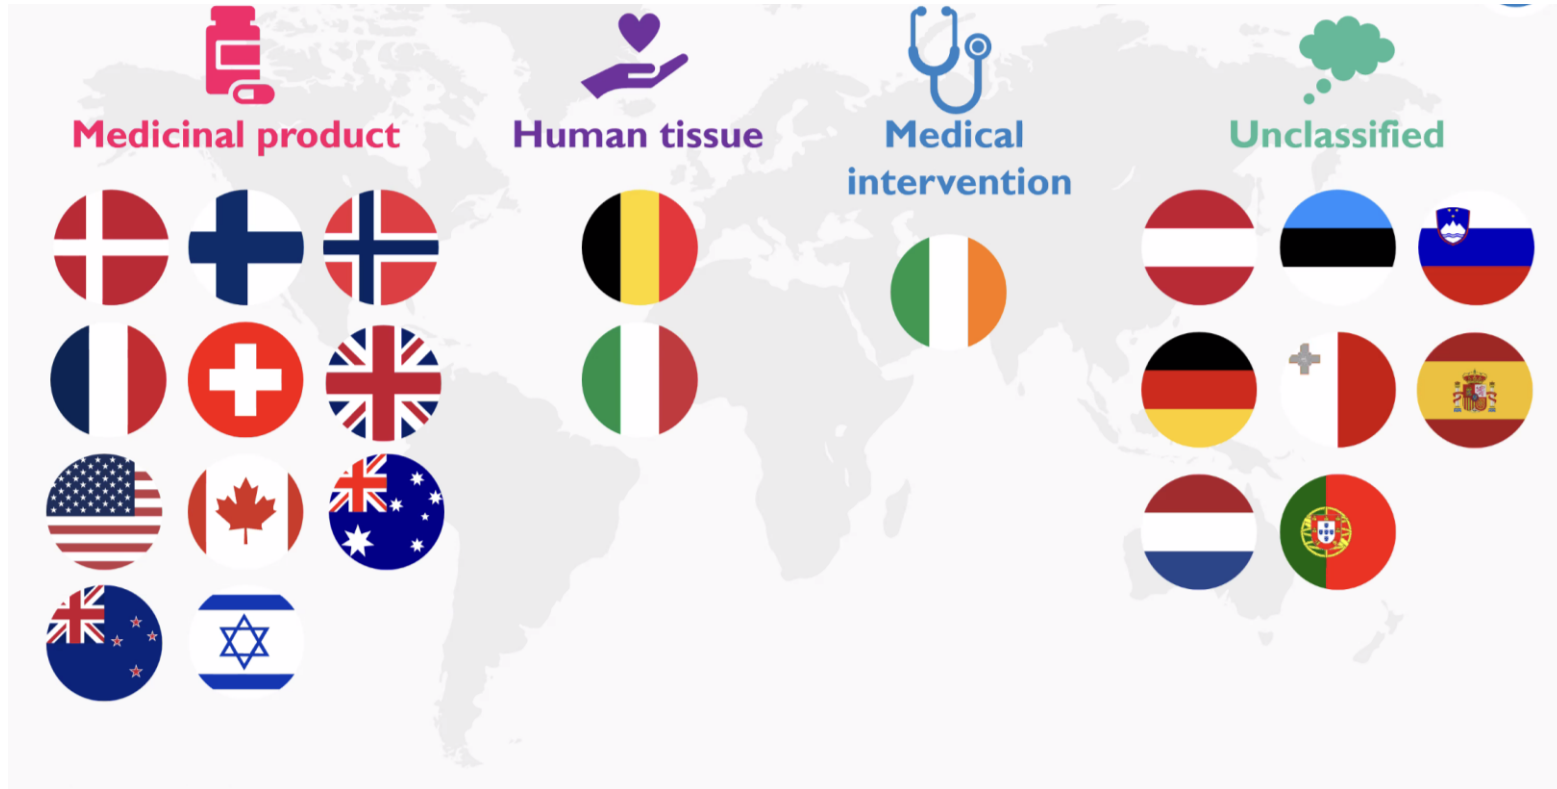 Medicinal product
Human tissue
Medical
intervention
Unclassified